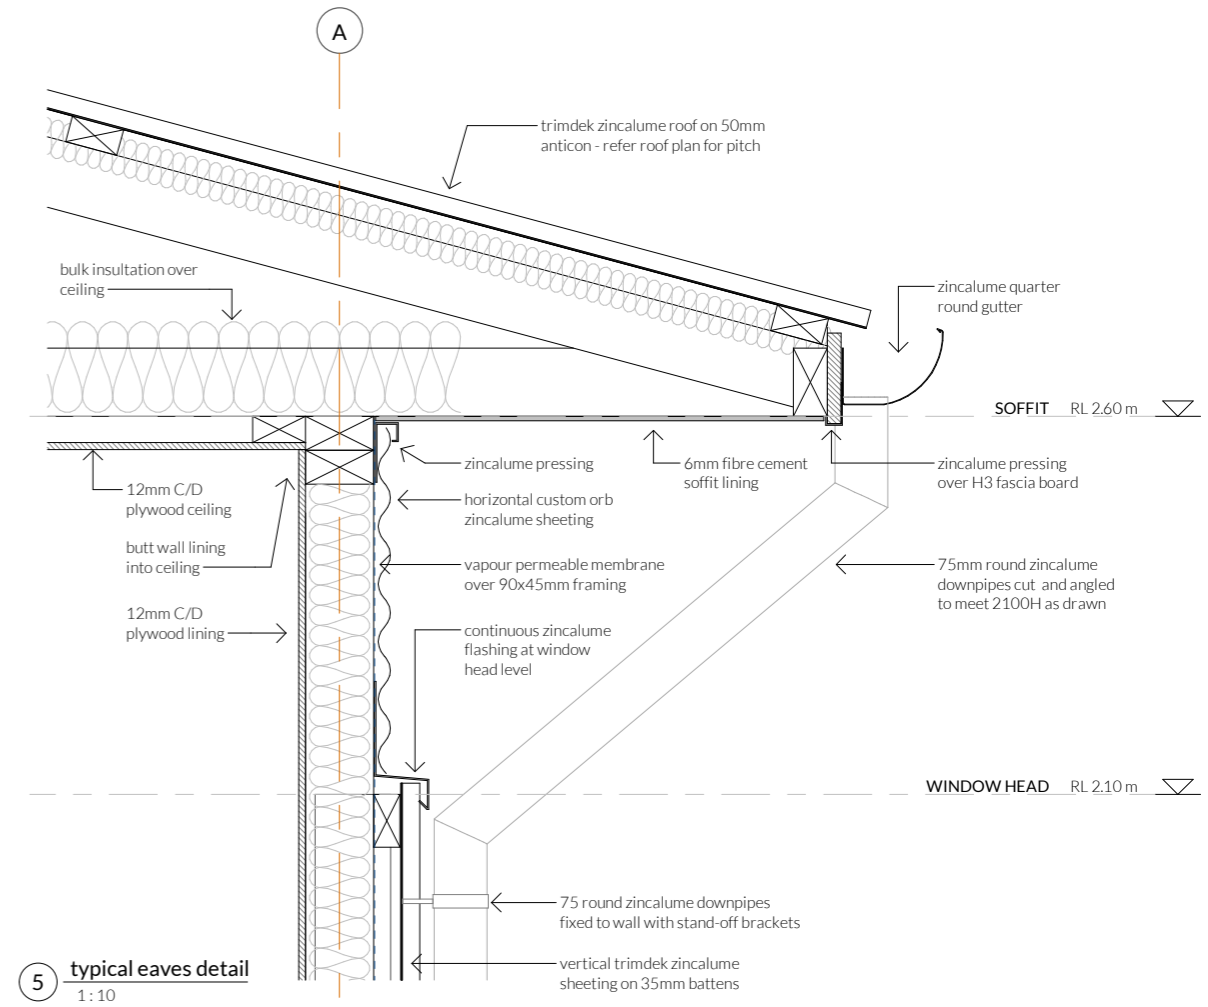 A
trimdek zincalume roof on 50mm
anticon - refer roof plan for pitch
bulk insultation over
ceiling
zincalume quarter
round gutter
SOFFIT RL 2.60 m
zincalume pressing
6mm fibre cement
soffit lining
zincalume pressing
over H3 fascia board
12mm C/D
plywood ceiling
horizontal custom orb
zincalume sheeting
butt wall lining
into ceiling
vapour permeable membrane
over 90x45mm framing
75mm round zincalume
downpipes cut and angled
to meet 2100H as drawn
12mm C/D
plywood lining
continuous zincalume
flashing at window
head level
WINDOW HEAD RL 2.10 m
75 round zincalume downpipes
fixed to wall with stand-off brackets
vertical trimdek zincalume
sheeting on 35mm battens
5 typical eaves detail
1 : 10